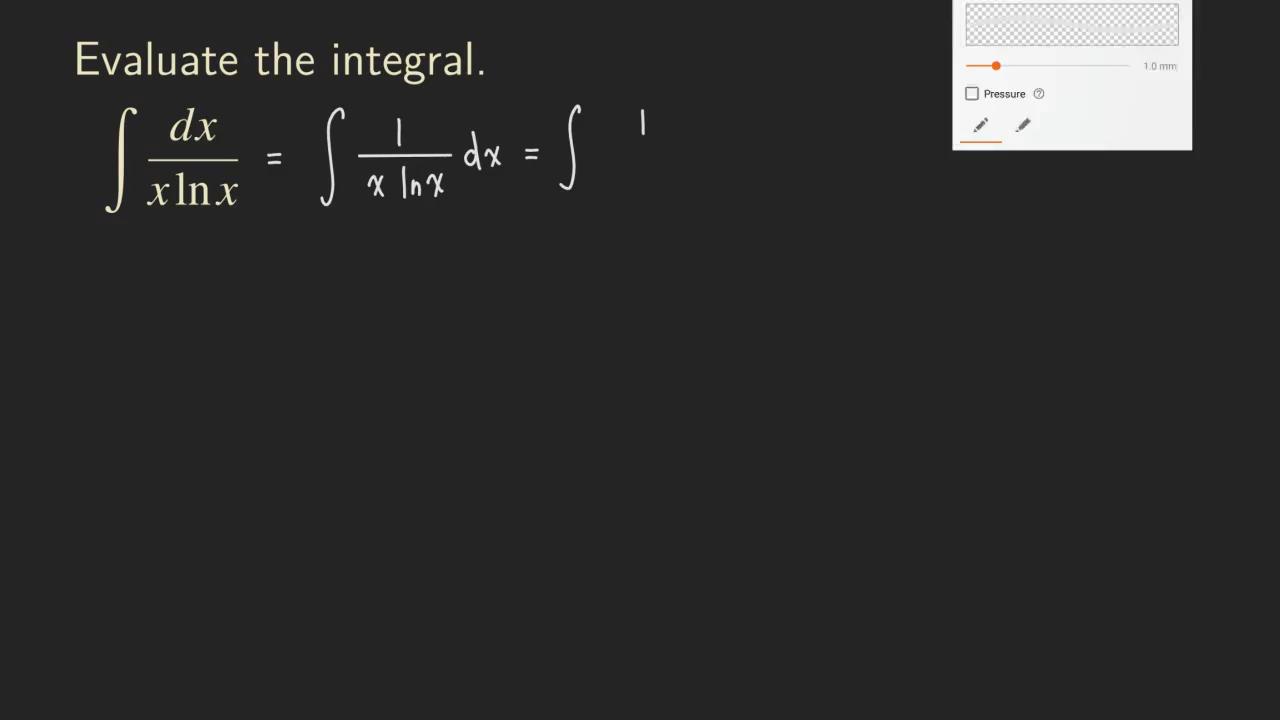 Evaluate the integral.
∫ dx / (x ln x) = ∫ 1 / (x ln x) dx = ∫ 1
1.0 mm
Pressure ?